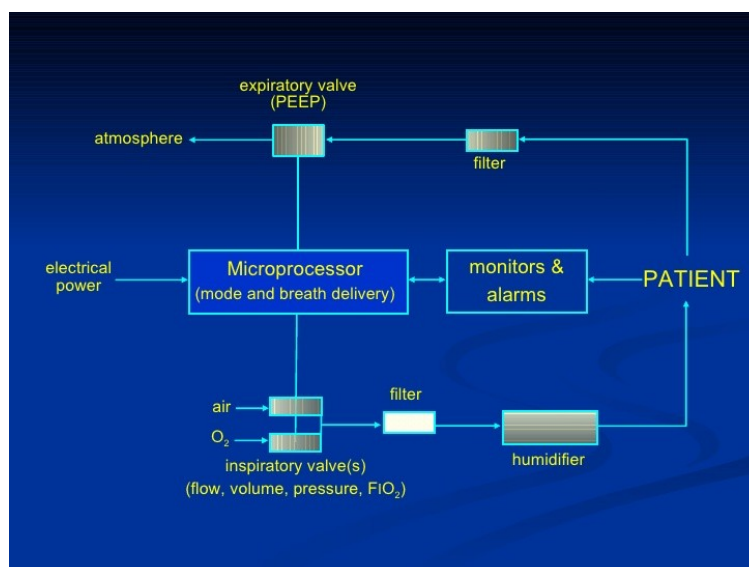 expiratory valve
(PEEP)
atmosphere
filter
electrical
power
Microprocessor
(mode and breath delivery)
monitors &
alarms
PATIENT
air
O₂
filter
inspiratory valve(s)
(flow, volume, pressure, FIO₂)
humidifier